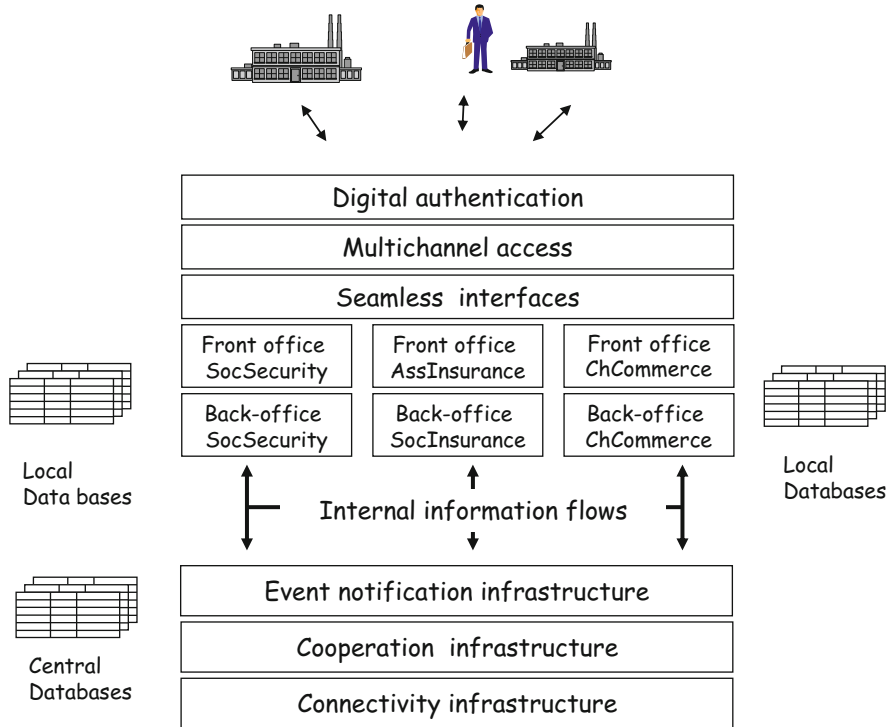 Digital authentication
Multichannel access
Seamless interfaces
Front office
SocSecurity
Front office
AssInsurance
Front office
ChCommerce
Back-office
SocSecurity
Back-office
SocInsurance
Back-office
ChCommerce
Local
Data bases
Local
Databases
Internal information flows
Event notification infrastructure
Cooperation infrastructure
Central
Databases
Connectivity infrastructure